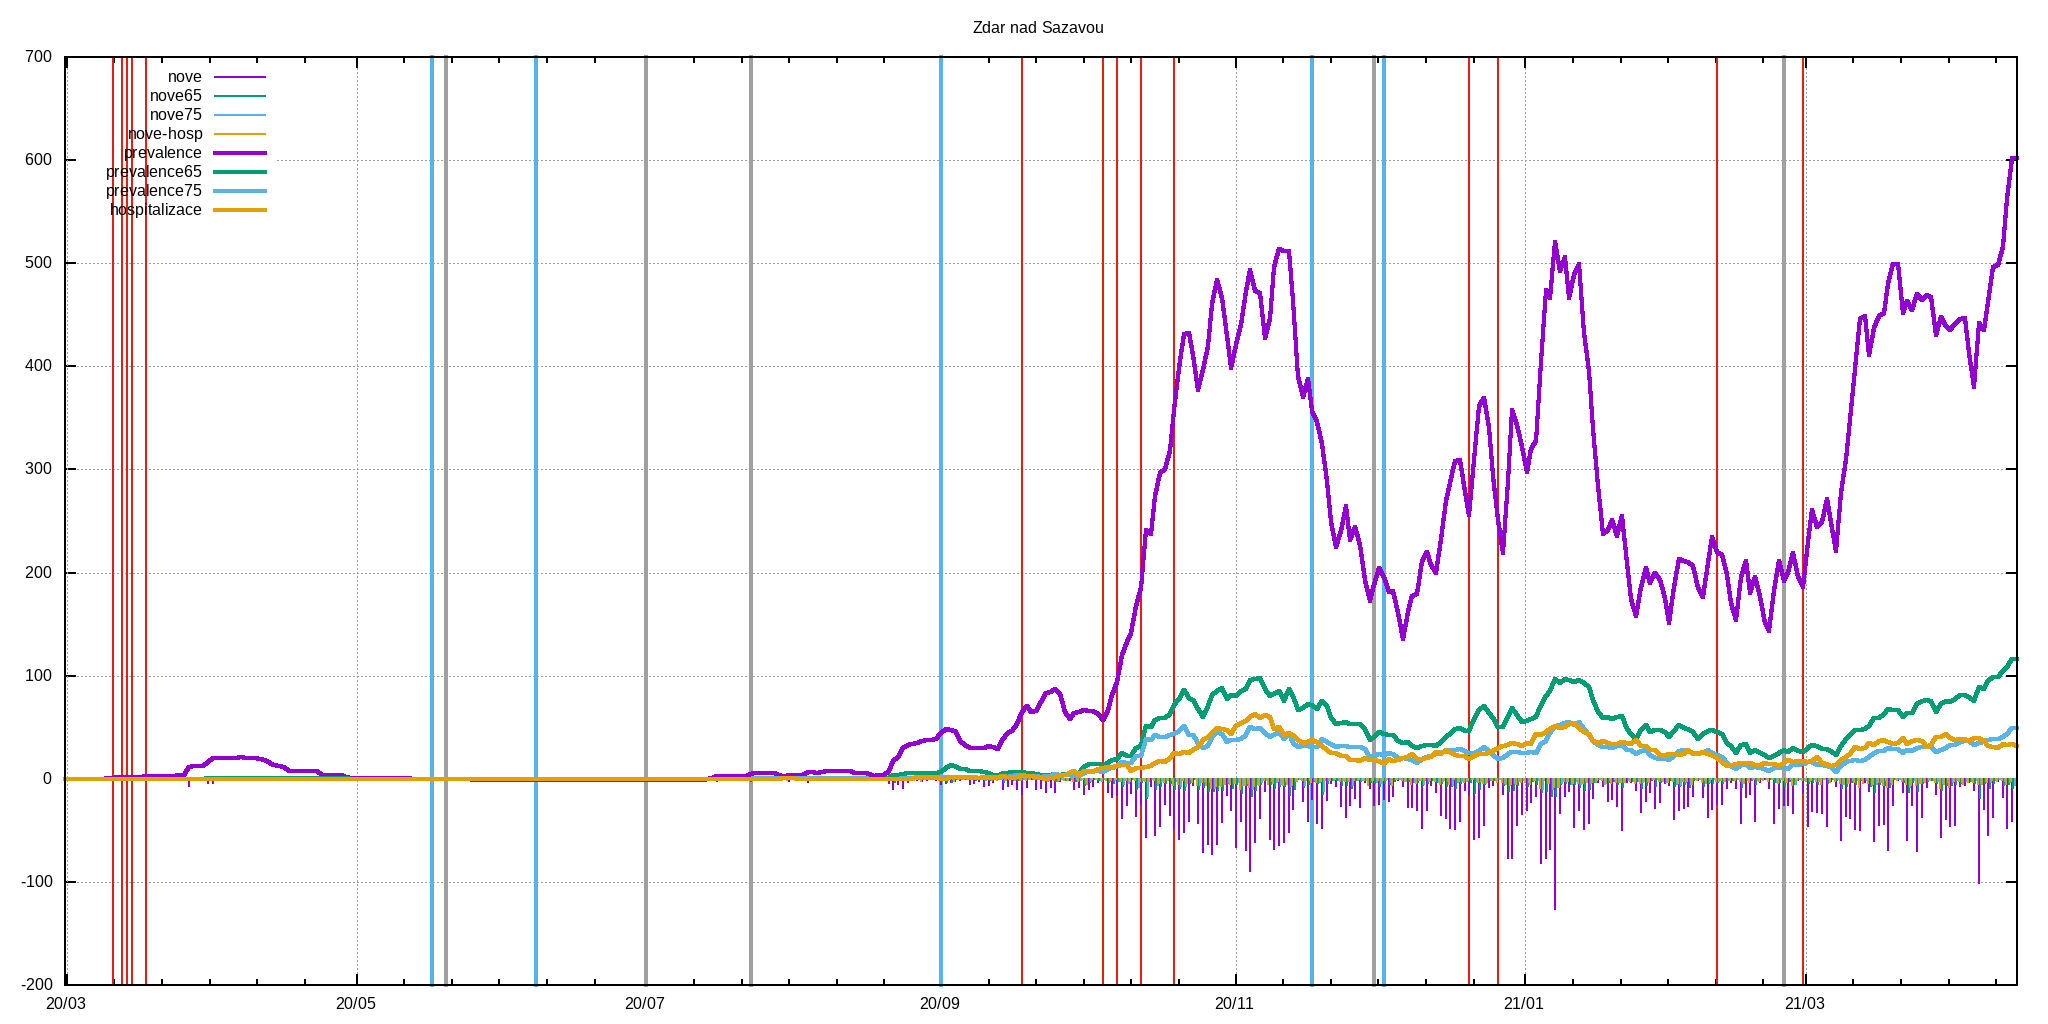 Zdar nad Sazavou
700
600
500
400
300
200
100
0
-100
-200
nove
nove65
nove75
nove-hosp
prevalence
prevalence65
prevalence75
hospitalizace
20/03 20/05 20/07 20/09 20/11 21/01 21/03